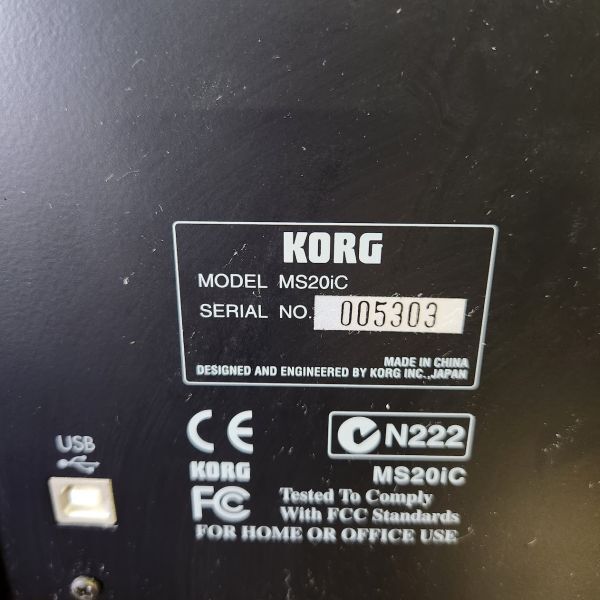 KORG
MODEL MS20iC
SERIAL NO. 005303
MADE IN CHINA
DESIGNED AND ENGINEERED BY KORG INC., JAPAN
USB
CE
N222
KORG
MS20iC
FC
Tested To Comply
With FCC Standards
FOR HOME OR OFFICE USE